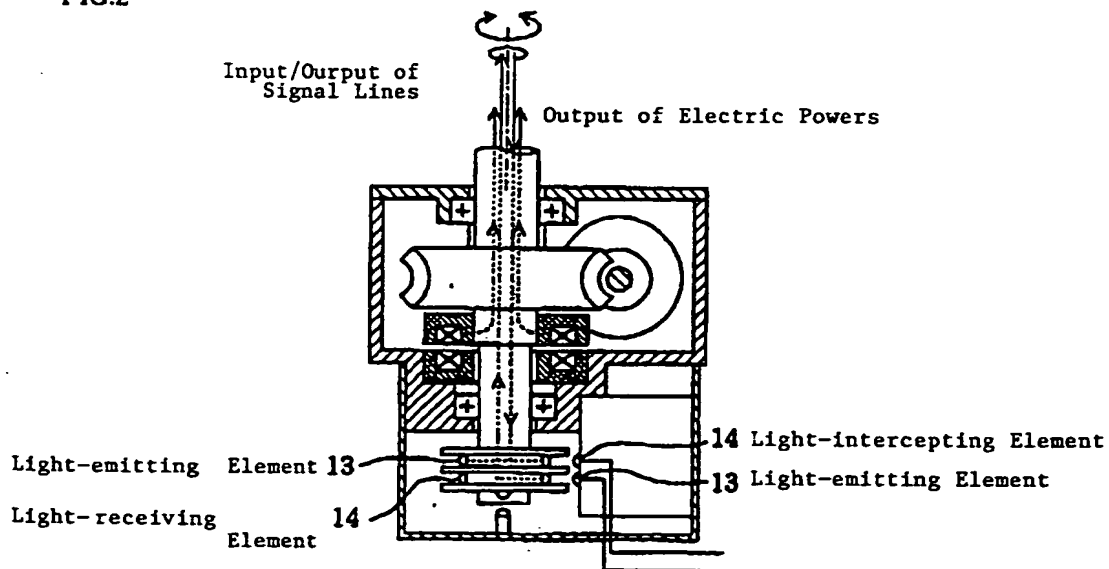 FIG.2
Input/Ourput of
Signal Lines
Output of Electric Powers
14 Light-intercepting Element
Light-emitting Element 13
13 Light-emitting Element
Light-receiving 14
Element